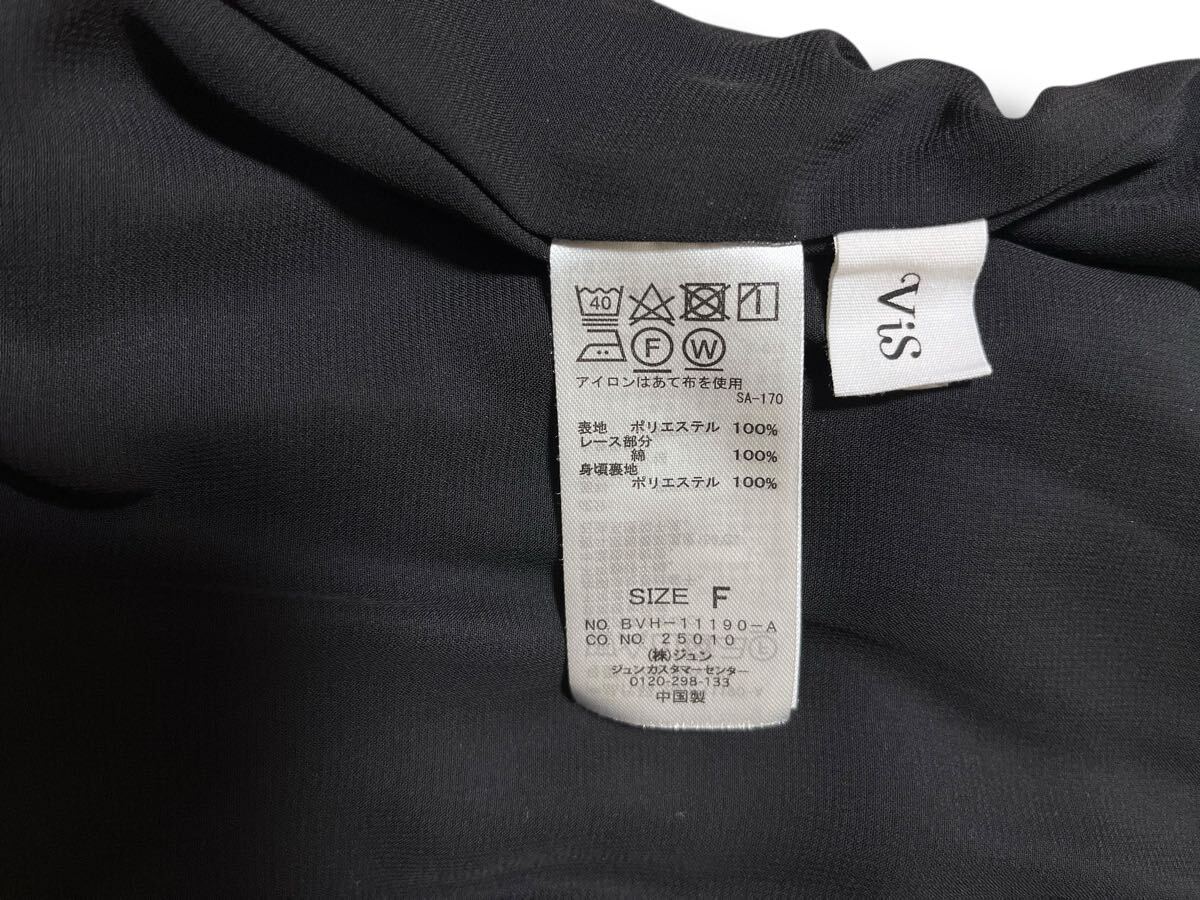 40
F W
アイロンはあて布を使用
SA-170
表地 ポリエステル 100%
レース部分
綿 100%
身頃裏地
ポリエステル 100%
SIZE F
NO. BVH-11190-A
CO NO. 25010
(株)ジュン
ジュンカスタマーセンター
0120-298-133
中国製
ViS